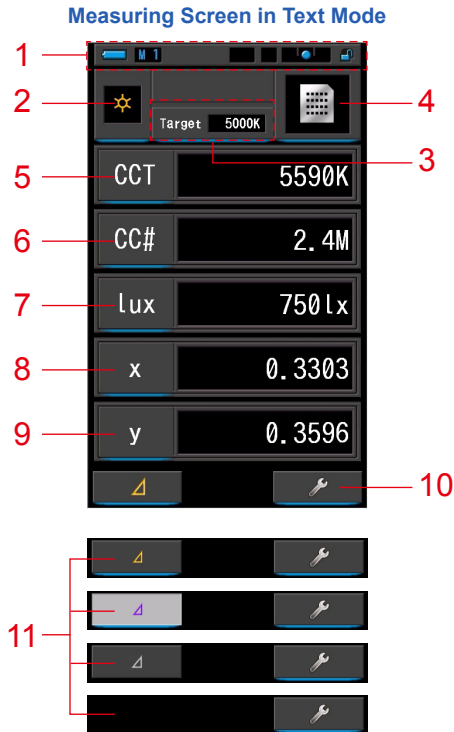 Measuring Screen in Text Mode
1 M 1
2 4
Target 5000K
3
5 CCT 5590K
6 CC# 2.4M
7 lux 750lx
8 x 0.3303
9 y 0.3596
10
11